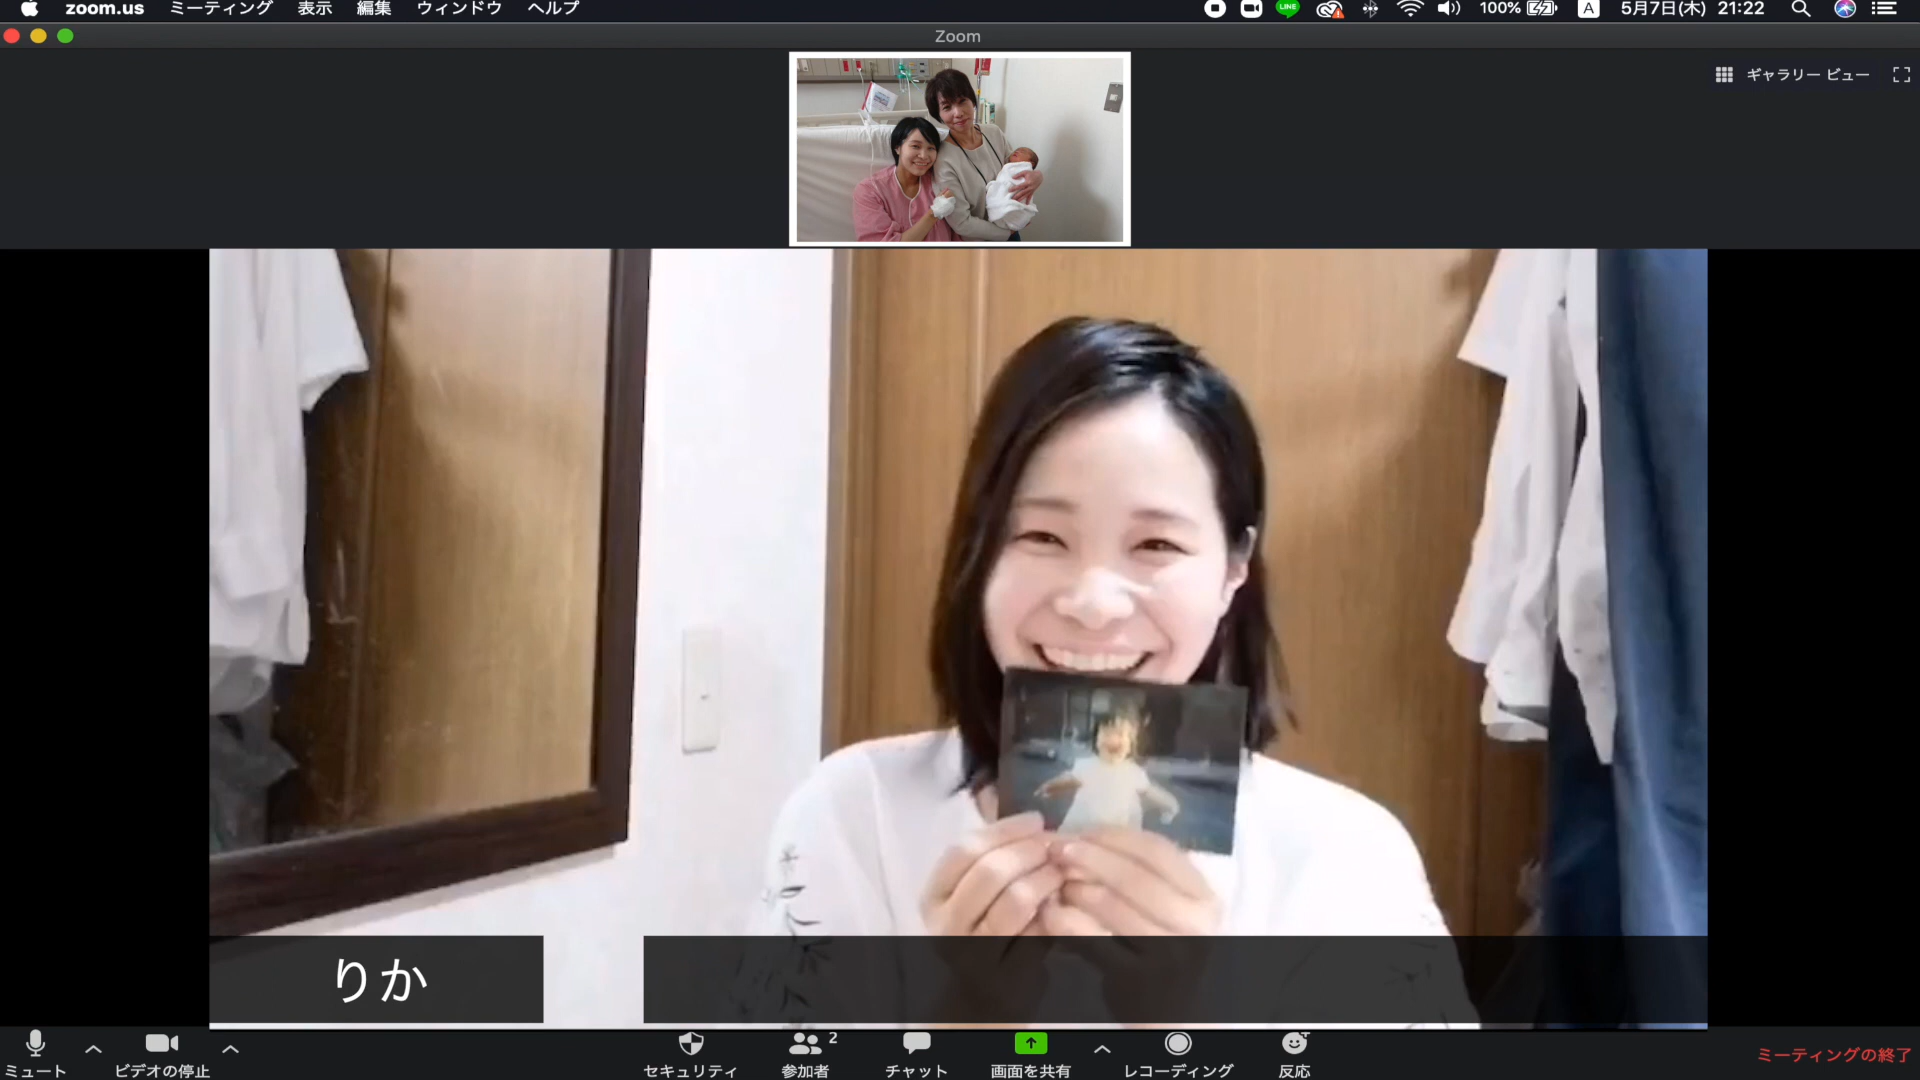 zoom.us ミーティング 表示 編集 ウィンドウ ヘルプ LINE 100% A 5月7日(木) 21:22
Zoom
ギャラリー ビュー
りか
2
ミュート ビデオの停止 セキュリティ 参加者 チャット 画面を共有 レコーディング 反応 ミーティングの終了